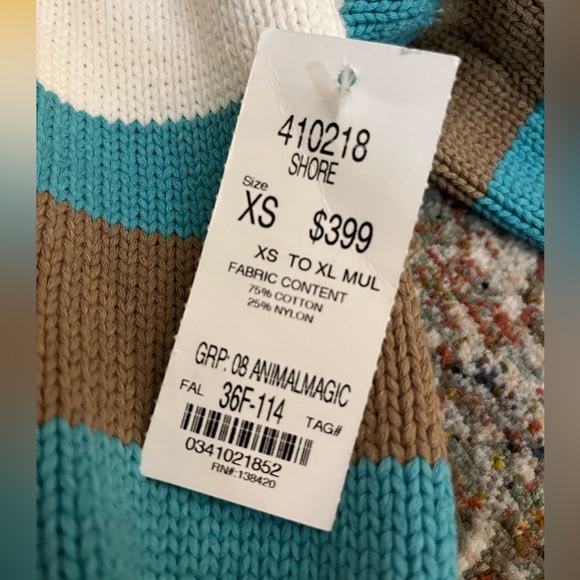 410218
SHORE
Size
XS $399
XS TO XL MUL
FABRIC CONTENT
75% COTTON
25% NYLON
GRP: 08 ANIMALMAGIC
FAL 36F-114 TAG#
0341021852
RN#:138420